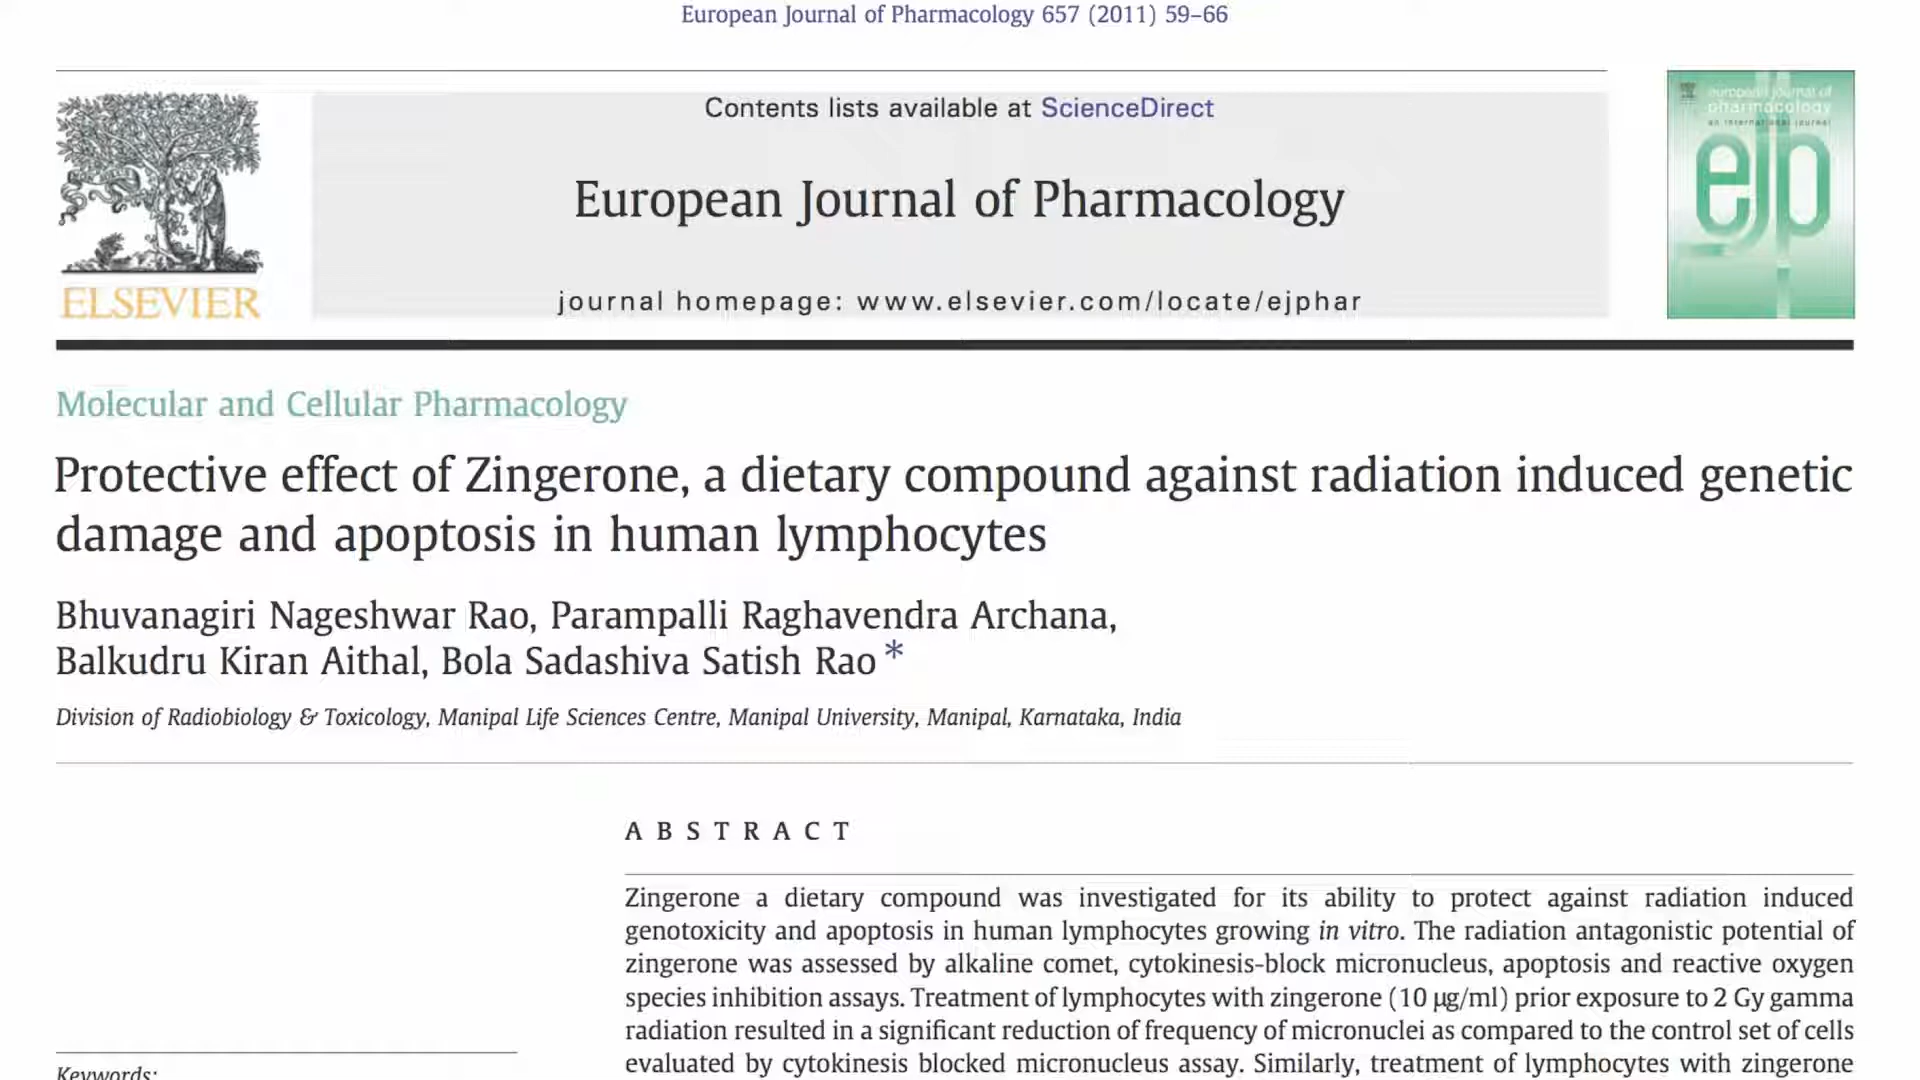 European Journal of Pharmacology 657 (2011) 59–66
Contents lists available at ScienceDirect
european journal of
pharmacology
an international journal
ejp
European Journal of Pharmacology
journal homepage: www.elsevier.com/locate/ejphar
ELSEVIER
Molecular and Cellular Pharmacology
Protective effect of Zingerone, a dietary compound against radiation induced genetic
damage and apoptosis in human lymphocytes
Bhuvanagiri Nageshwar Rao, Parampalli Raghavendra Archana,
Balkudru Kiran Aithal, Bola Sadashiva Satish Rao *
Division of Radiobiology & Toxicology, Manipal Life Sciences Centre, Manipal University, Manipal, Karnataka, India
A B S T R A C T
Zingerone a dietary compound was investigated for its ability to protect against radiation induced
genotoxicity and apoptosis in human lymphocytes growing in vitro. The radiation antagonistic potential of
zingerone was assessed by alkaline comet, cytokinesis-block micronucleus, apoptosis and reactive oxygen
species inhibition assays. Treatment of lymphocytes with zingerone (10 μg/ml) prior exposure to 2 Gy gamma
radiation resulted in a significant reduction of frequency of micronuclei as compared to the control set of cells
evaluated by cytokinesis blocked micronucleus assay. Similarly, treatment of lymphocytes with zingerone
Keywords: